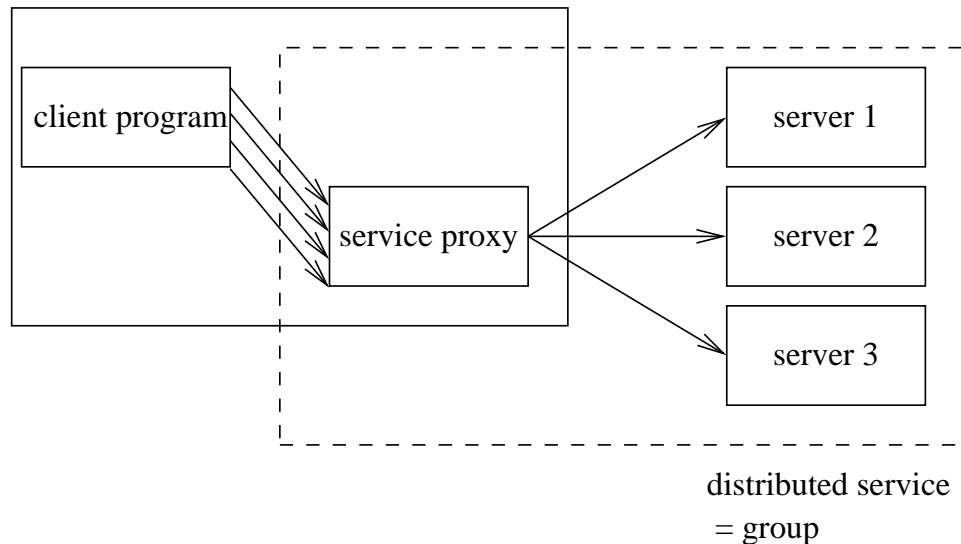 client program
server 1
service proxy
server 2
server 3
distributed service
= group